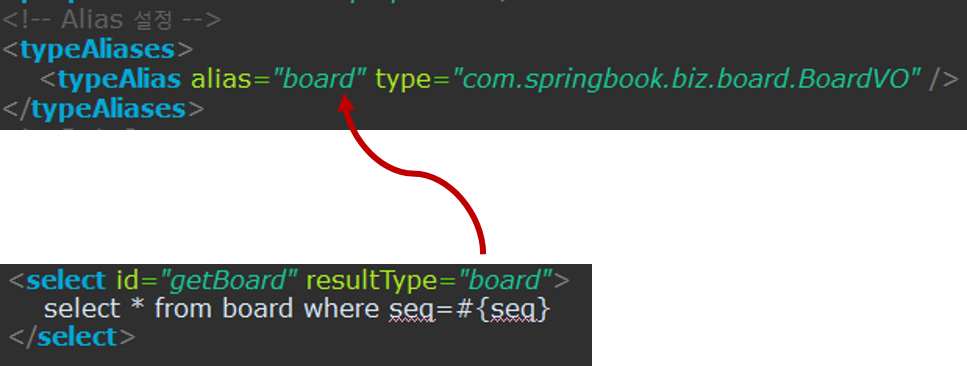 <!-- Alias 설정 -->
<typeAliases>
<typeAlias alias="board" type="com.springbook.biz.board.BoardVO" />
</typeAliases>
<select id="getBoard" resultType="board">
select * from board where seq=#{seq}
</select>